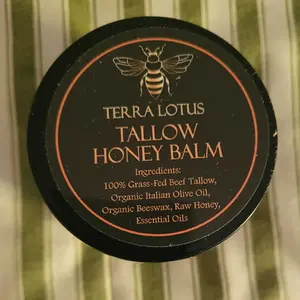 TERRA LOTUS
TALLOW
HONEY BALM
Ingredients:
100% Grass-Fed Beef Tallow,
Organic Italian Olive Oil,
Organic Beeswax, Raw Honey,
Essential Oils